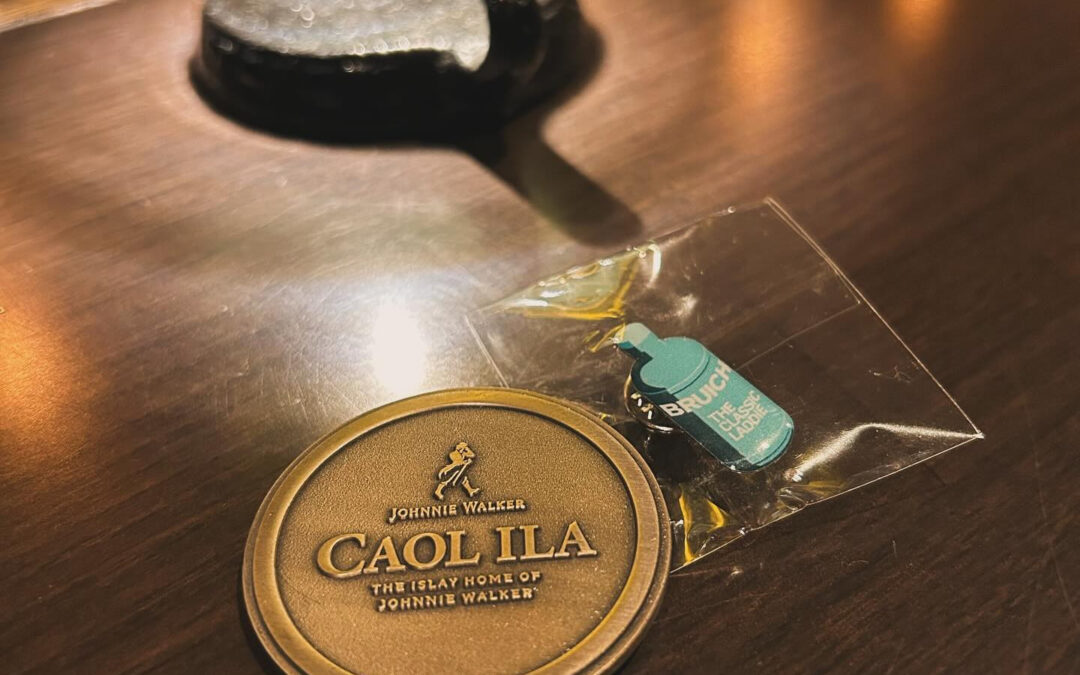 JOHNNIE WALKER
CAOL ILA
THE ISLAY HOME OF
JOHNNIE WALKER
BRUICH
THE
CLASSIC
LADDIE